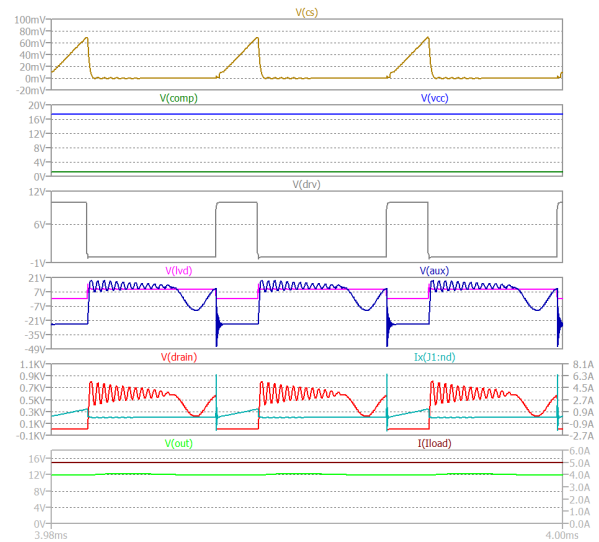 V(cs)
100mV
80mV
60mV
40mV
20mV
0mV
-20mV
V(comp) V(vcc)
20V
16V
12V
8V
4V
0V
V(drv)
12V
6V
-1V
V(lvd) V(aux)
21V
7V
-7V
-21V
-35V
-49V
V(drain) Ix(J1:nd)
1.1KV 8.1A
0.9KV 6.3A
0.7KV 4.5A
0.5KV 2.7A
0.3KV 0.9A
0.1KV -0.9A
-0.1KV -2.7A
V(out) I(Iload)
6.0A
16V 5.0A
12V 4.0A
3.0A
8V 2.0A
4V 1.0A
0V 0.0A
3.98ms 4.00ms